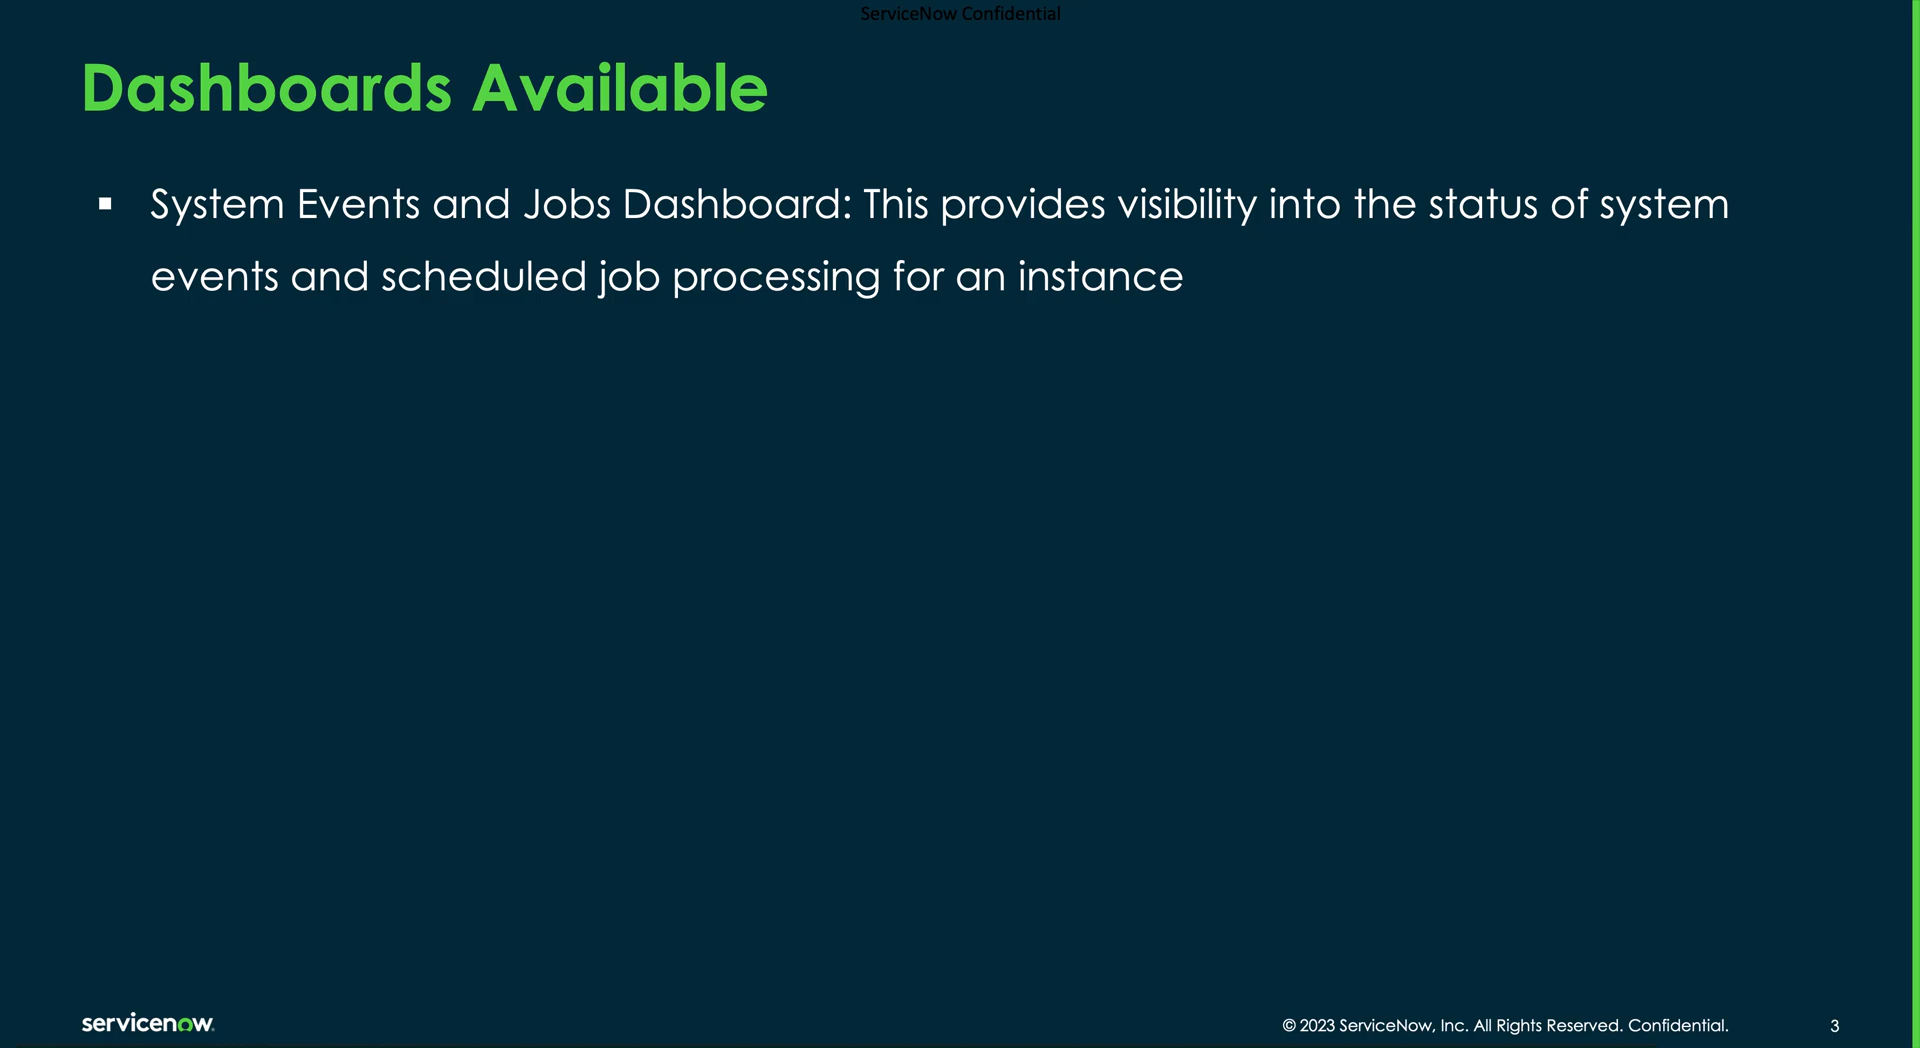 ServiceNow Confidential
Dashboards Available
▪ System Events and Jobs Dashboard: This provides visibility into the status of system
events and scheduled job processing for an instance
servicenow.
© 2023 ServiceNow, Inc. All Rights Reserved. Confidential.
3